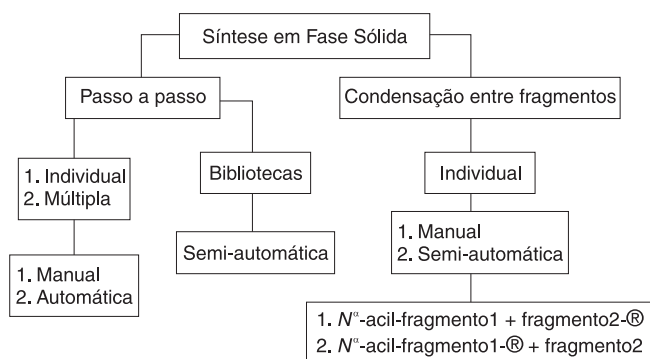 Síntese em Fase Sólida
Passo a passo
Condensação entre fragmentos
1. Individual
2. Múltipla
Bibliotecas
Individual
1. Manual
2. Automática
Semi-automática
1. Manual
2. Semi-automática
1. Nα-acil-fragmento1 + fragmento2-®
2. Nα-acil-fragmento1-® + fragmento2